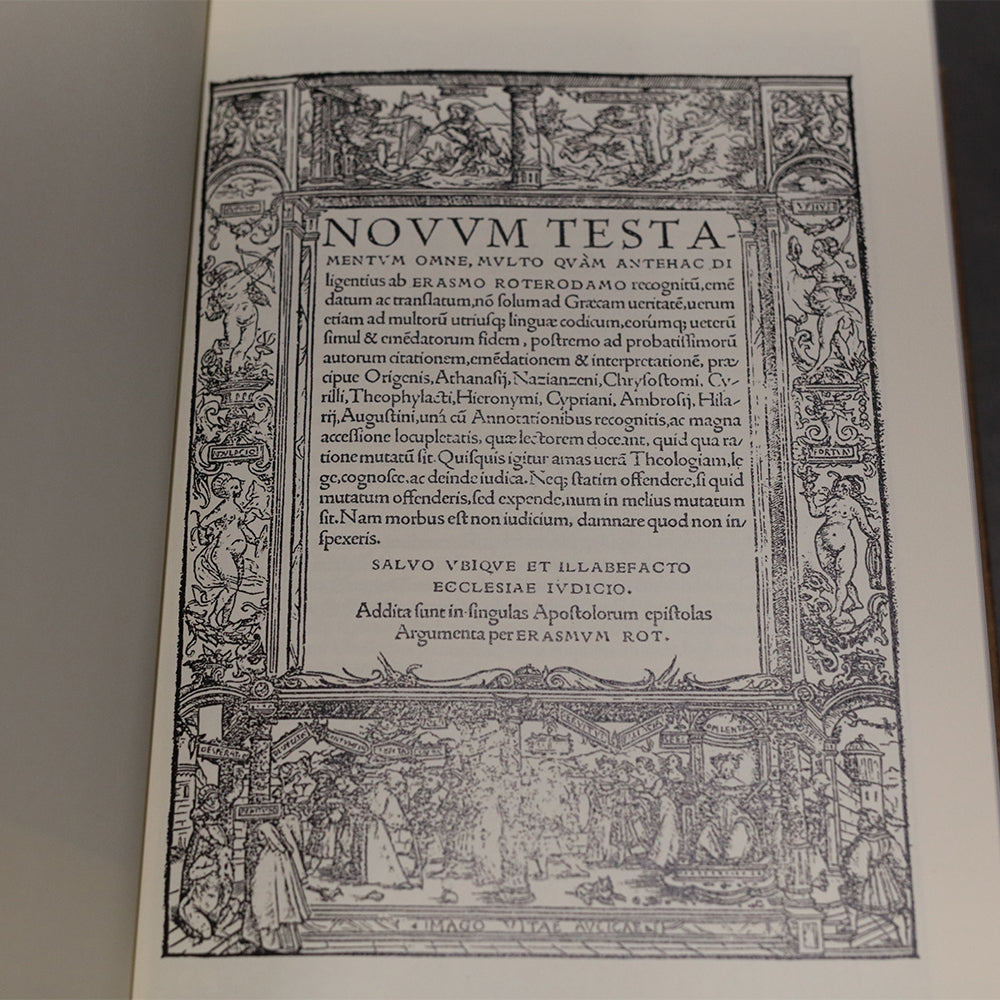 VENVS
NOVVM TESTA-
MENTVM OMNE, MVLTO QVÀM ANTEHAC DI
ligentius ab ERASMO ROTERODAMO recognitū, emē
datum ac translatum, nō solum ad Græcam ueritatē, uerum
etiam ad multorū utriusq; linguæ codicum, eorumq; ueterū
simul & emēdatorum fidem, postremo ad probatissimorū
autorum citationem, emēdationem & interpretationē, præ-
cipue Origenis, Athanasij, Nazianzeni, Chrysostomi, Cy-
rilli, Theophylacti, Hieronymi, Cypriani, Ambrosij, Hila-
rij, Augustini, unà cū Annotationibus recognitis, ac magna
accessione locupletatis, quæ lectorem doceant, quid qua ra-
tione mutatū sit. Quisquis igitur amas uerā Theologiam, le
ge, cognosce, ac deinde iudica. Neq; statim offendere, si quid
mutatum offenderis, sed expende, num in melius mutatum
sit. Nam morbus est non iudicium, damnare quod non in-
spexeris.
SALVO VBIQVE ET ILLABEFACTO
ECCLESIAE IVDICIO.
Addita sunt in singulas Apostolorum epistolas
Argumenta per ERASMVM ROT.
FORTVNA
OPVLENTIA
IMAGO VITAE AVLICAE